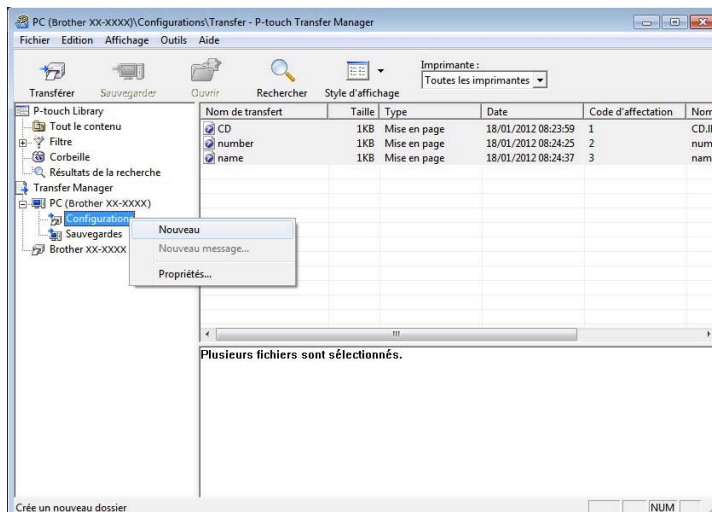 PC (Brother XX-XXXX)\Configurations\Transfer - P-touch Transfer Manager
Fichier Edition Affichage Outils Aide
Transférer Sauvegarder Ouvrir Rechercher Style d'affichage
Imprimante :
Toutes les imprimantes
P-touch Library
Tout le contenu
Filtre
Corbeille
Résultats de la recherche
Transfer Manager
PC (Brother XX-XXXX)
Configurations
Sauvegardes
Brother XX-XXXX
Nouveau
Nouveau message...
Propriétés...
Nom de transfert Taille Type Date Code d'affectation Nom
CD 1KB Mise en page 18/01/2012 08:23:59 1 CD.l
number 1KB Mise en page 18/01/2012 08:24:25 2 num
name 1KB Mise en page 18/01/2012 08:24:37 3 nam
Plusieurs fichiers sont sélectionnés.
Crée un nouveau dossier
NUM